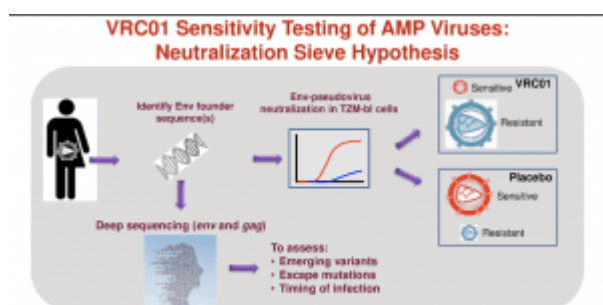 VRC01 Sensitivity Testing of AMP Viruses:
Neutralization Sieve Hypothesis
Identify Env founder
sequence(s)
Env-pseudovirus
neutralization in TZM-bl cells
Sensitive VRC01
Resistant
Placebo
Sensitive
Resistant
Deep sequencing (env and gag)
To assess:
• Emerging variants
• Escape mutations
• Timing of infection